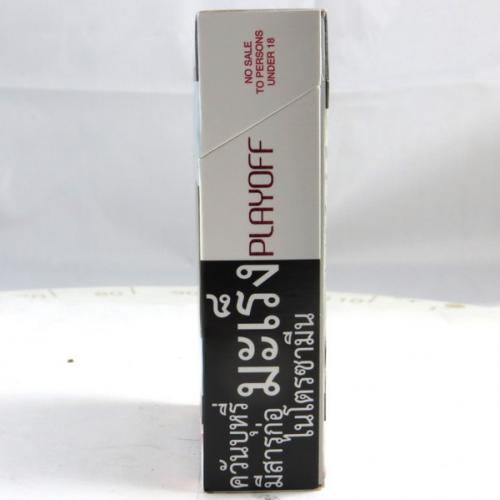 NO SALE
TO PERSONS
UNDER 18
PLAYOFF
ควันบุหรี่
มีสารก่อ มะเร็ง
ไนโตรซามีน